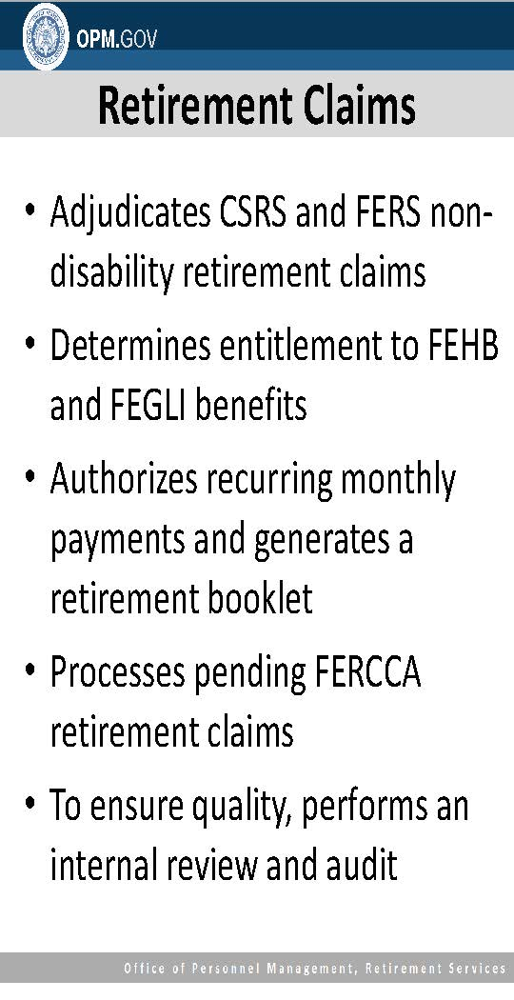 OPM.GOV
Retirement Claims
• Adjudicates CSRS and FERS non-
disability retirement claims
• Determines entitlement to FEHB
and FEGLI benefits
• Authorizes recurring monthly
payments and generates a
retirement booklet
• Processes pending FERCCA
retirement claims
• To ensure quality, performs an
internal review and audit
Office of Personnel Management, Retirement Services